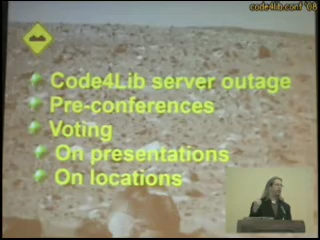 code4lib.conf '08
Code4Lib server outage
Pre-conferences
Voting
On presentations
On locations